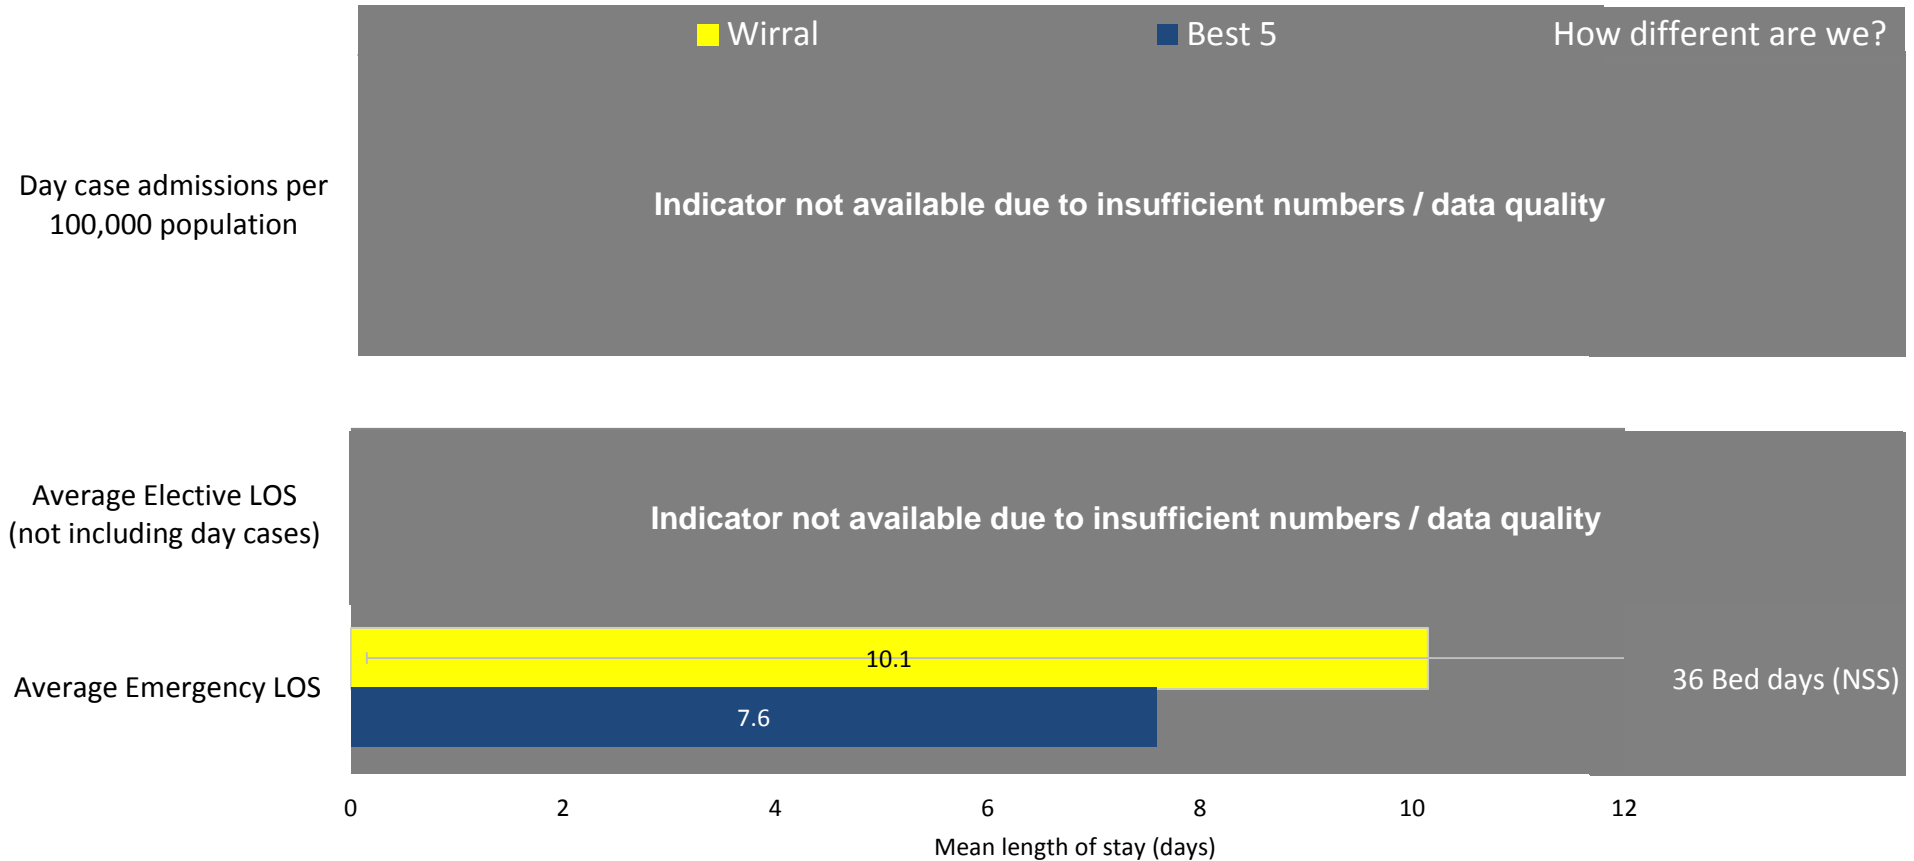 Wirral
Best 5
How different are we?
Day case admissions per
100,000 population
Indicator not available due to insufficient numbers / data quality
Average Elective LOS
(not including day cases)
Indicator not available due to insufficient numbers / data quality
Average Emergency LOS
10.1
7.6
36 Bed days (NSS)
0 2 4 6 8 10 12
Mean length of stay (days)